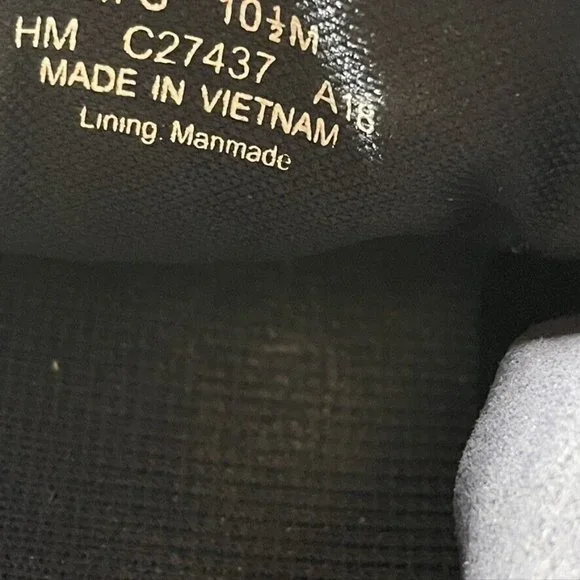 10½M
HM C27437 A18
MADE IN VIETNAM
Lining: Manmade